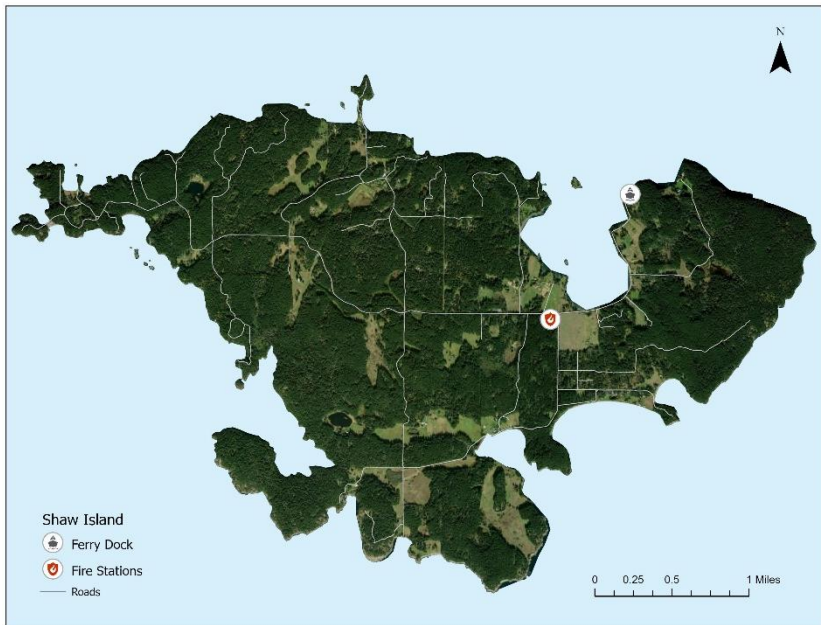 N
Shaw Island
Ferry Dock
Fire Stations
Roads
0 0.25 0.5 1 Miles